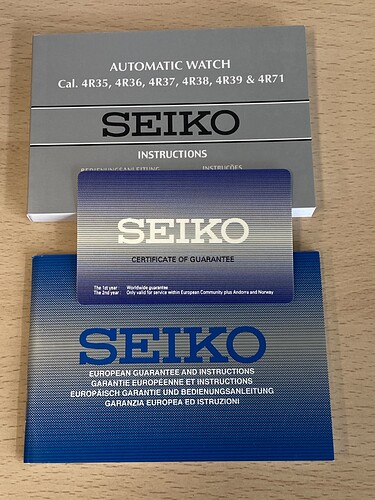 AUTOMATIC WATCH
Cal. 4R35, 4R36, 4R37, 4R38, 4R39 & 4R71
SEIKO
INSTRUCTIONS
BEDIENUNGSANLEITUNG INSTRUÇÕES
SEIKO
CERTIFICATE OF GUARANTEE
The 1st year : Worldwide guarantee
The 2nd year : Only valid for service within European Community plus Andorra and Norway
SEIKO
EUROPEAN GUARANTEE AND INSTRUCTIONS
GARANTIE EUROPÉENNE ET INSTRUCTIONS
EUROPÄISCH GARANTIE UND BEDIENUNGSANLEITUNG
GARANZIA EUROPEA ED ISTRUZIONI